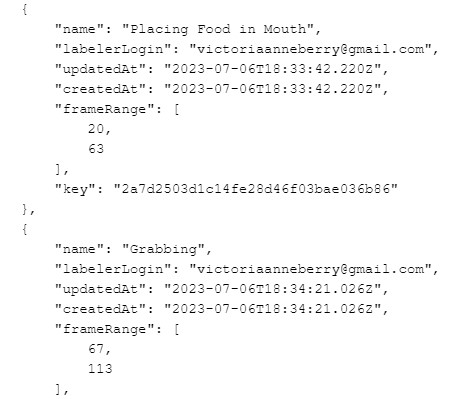 {
"name": "Placing Food in Mouth",
"labelerLogin": "victoriaanneberry@gmail.com",
"updatedAt": "2023-07-06T18:33:42.220Z",
"createdAt": "2023-07-06T18:33:42.220Z",
"frameRange": [
20,
63
],
"key": "2a7d2503d1c14fe28d46f03bae036b86"
},
{
"name": "Grabbing",
"labelerLogin": "victoriaanneberry@gmail.com",
"updatedAt": "2023-07-06T18:34:21.026Z",
"createdAt": "2023-07-06T18:34:21.026Z",
"frameRange": [
67,
113
],